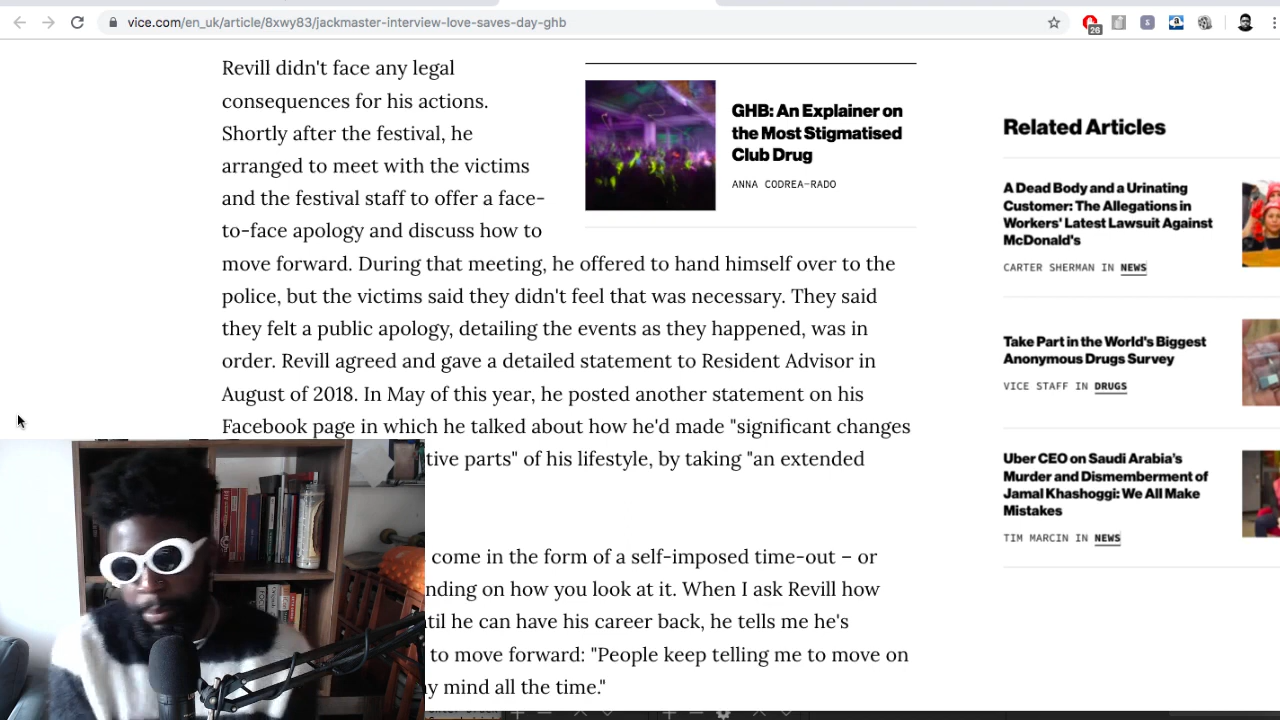 vice.com/en_uk/article/8xwy83/jackmaster-interview-love-saves-day-ghb
26
Revill didn't face any legal
consequences for his actions.
Shortly after the festival, he
arranged to meet with the victims
and the festival staff to offer a face-
to-face apology and discuss how to
move forward. During that meeting, he offered to hand himself over to the
police, but the victims said they didn't feel that was necessary. They said
they felt a public apology, detailing the events as they happened, was in
order. Revill agreed and gave a detailed statement to Resident Advisor in
August of 2018. In May of this year, he posted another statement on his
Facebook page in which he talked about how he'd made "significant changes
tive parts" of his lifestyle, by taking "an extended
come in the form of a self-imposed time-out – or
nding on how you look at it. When I ask Revill how
til he can have his career back, he tells me he's
to move forward: "People keep telling me to move on
y mind all the time."
GHB: An Explainer on
the Most Stigmatised
Club Drug
ANNA CODREA-RADO
Related Articles
A Dead Body and a Urinating
Customer: The Allegations in
Workers' Latest Lawsuit Against
McDonald's
CARTER SHERMAN IN NEWS
Take Part in the World's Biggest
Anonymous Drugs Survey
VICE STAFF IN DRUGS
Uber CEO on Saudi Arabia's
Murder and Dismemberment of
Jamal Khashoggi: We All Make
Mistakes
TIM MARCIN IN NEWS